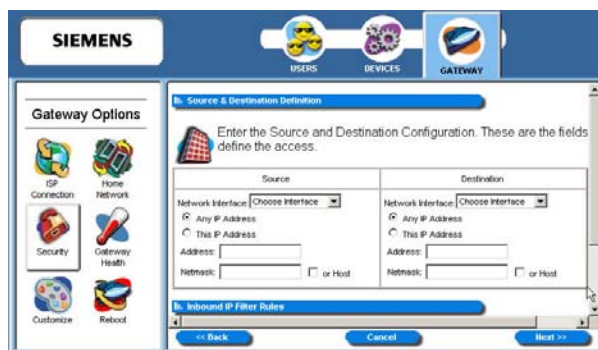 SIEMENS
USERS
DEVICES
GATEWAY
Gateway Options
ISP Connection
Home Network
Security
Gateway Health
Customize
Reboot
Source & Destination Definition
Enter the Source and Destination Configuration. These are the fields
define the access.
Source
Destination
Network Interface: Choose Interface
Network Interface: Choose Interface
Any IP Address
Any IP Address
This IP Address
This IP Address
Address:
Address:
Netmask: or Host
Netmask: or Host
Inbound IP Filter Rules
<< Back
Cancel
Next >>